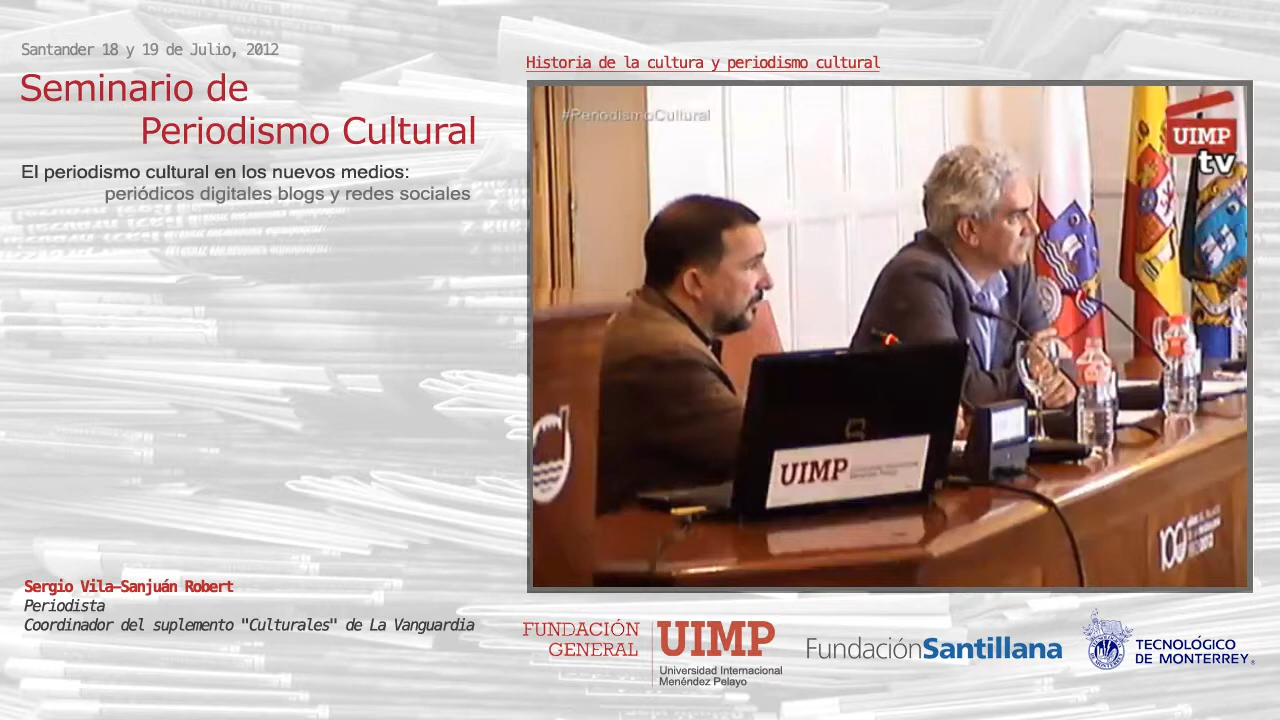 Santander 18 y 19 de Julio, 2012
Seminario de
Periodismo Cultural
El periodismo cultural en los nuevos medios:
periódicos digitales blogs y redes sociales
Historia de la cultura y periodismo cultural
#PeriodismoCultural
UIMP
tv
UIMP
100
Sergio Vila-Sanjuán Robert
Periodista
Coordinador del suplemento "Culturales" de La Vanguardia
FUNDACIÓN
GENERAL
UIMP
Universidad Internacional
Menéndez Pelayo
FundaciónSantillana
TECNOLÓGICO
DE MONTERREY®